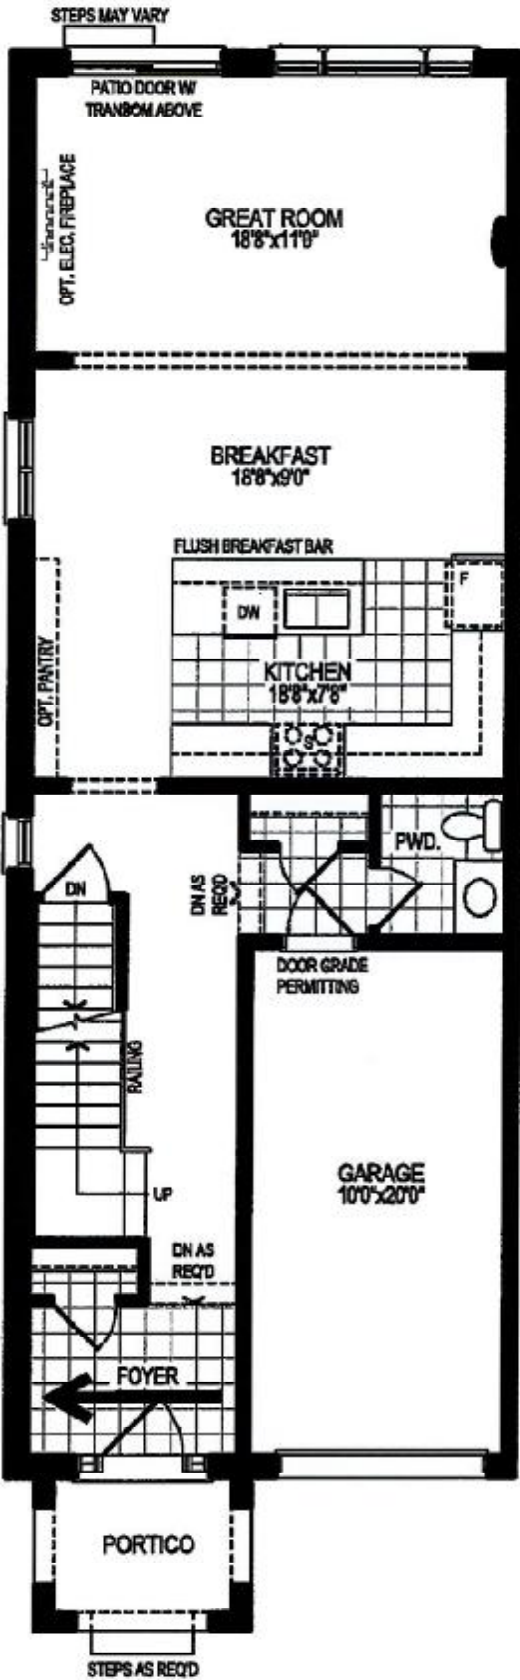 STEPS MAY VARY
PATIO DOOR W/
TRANSOM ABOVE
OPT. ELEC. FIREPLACE
GREAT ROOM
18'8"x11'0"
BREAKFAST
18'8"x9'0"
FLUSH BREAKFAST BAR
DW
F
OPT. PANTRY
KITCHEN
18'8"x7'8"
S
DN
DN AS
REQ'D
PWD.
DOOR GRADE
PERMITTING
RAILING
UP
GARAGE
10'0"x20'0"
DN AS
REQ'D
FOYER
PORTICO
STEPS AS REQ'D